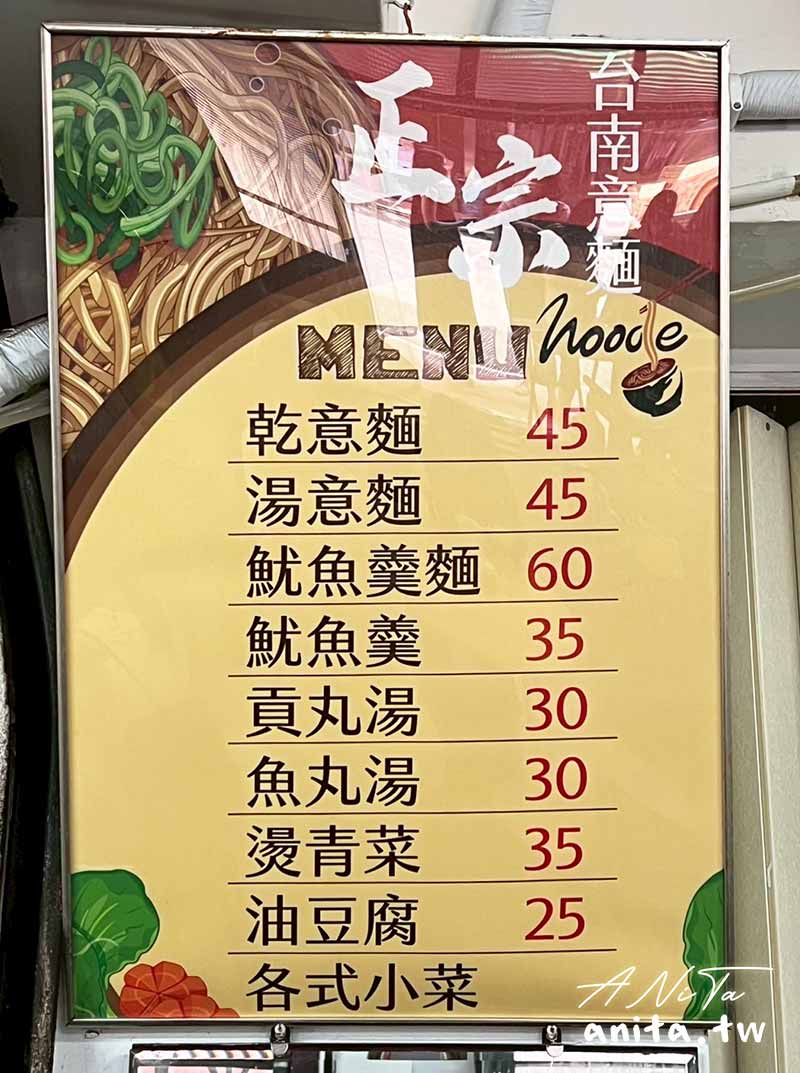 正宗
台南意麵
MENU
Noodle
乾意麵 45
湯意麵 45
魷魚羹麵 60
魷魚羹 35
貢丸湯 30
魚丸湯 30
燙青菜 35
油豆腐 25
各式小菜
ANiTa
anita.tw